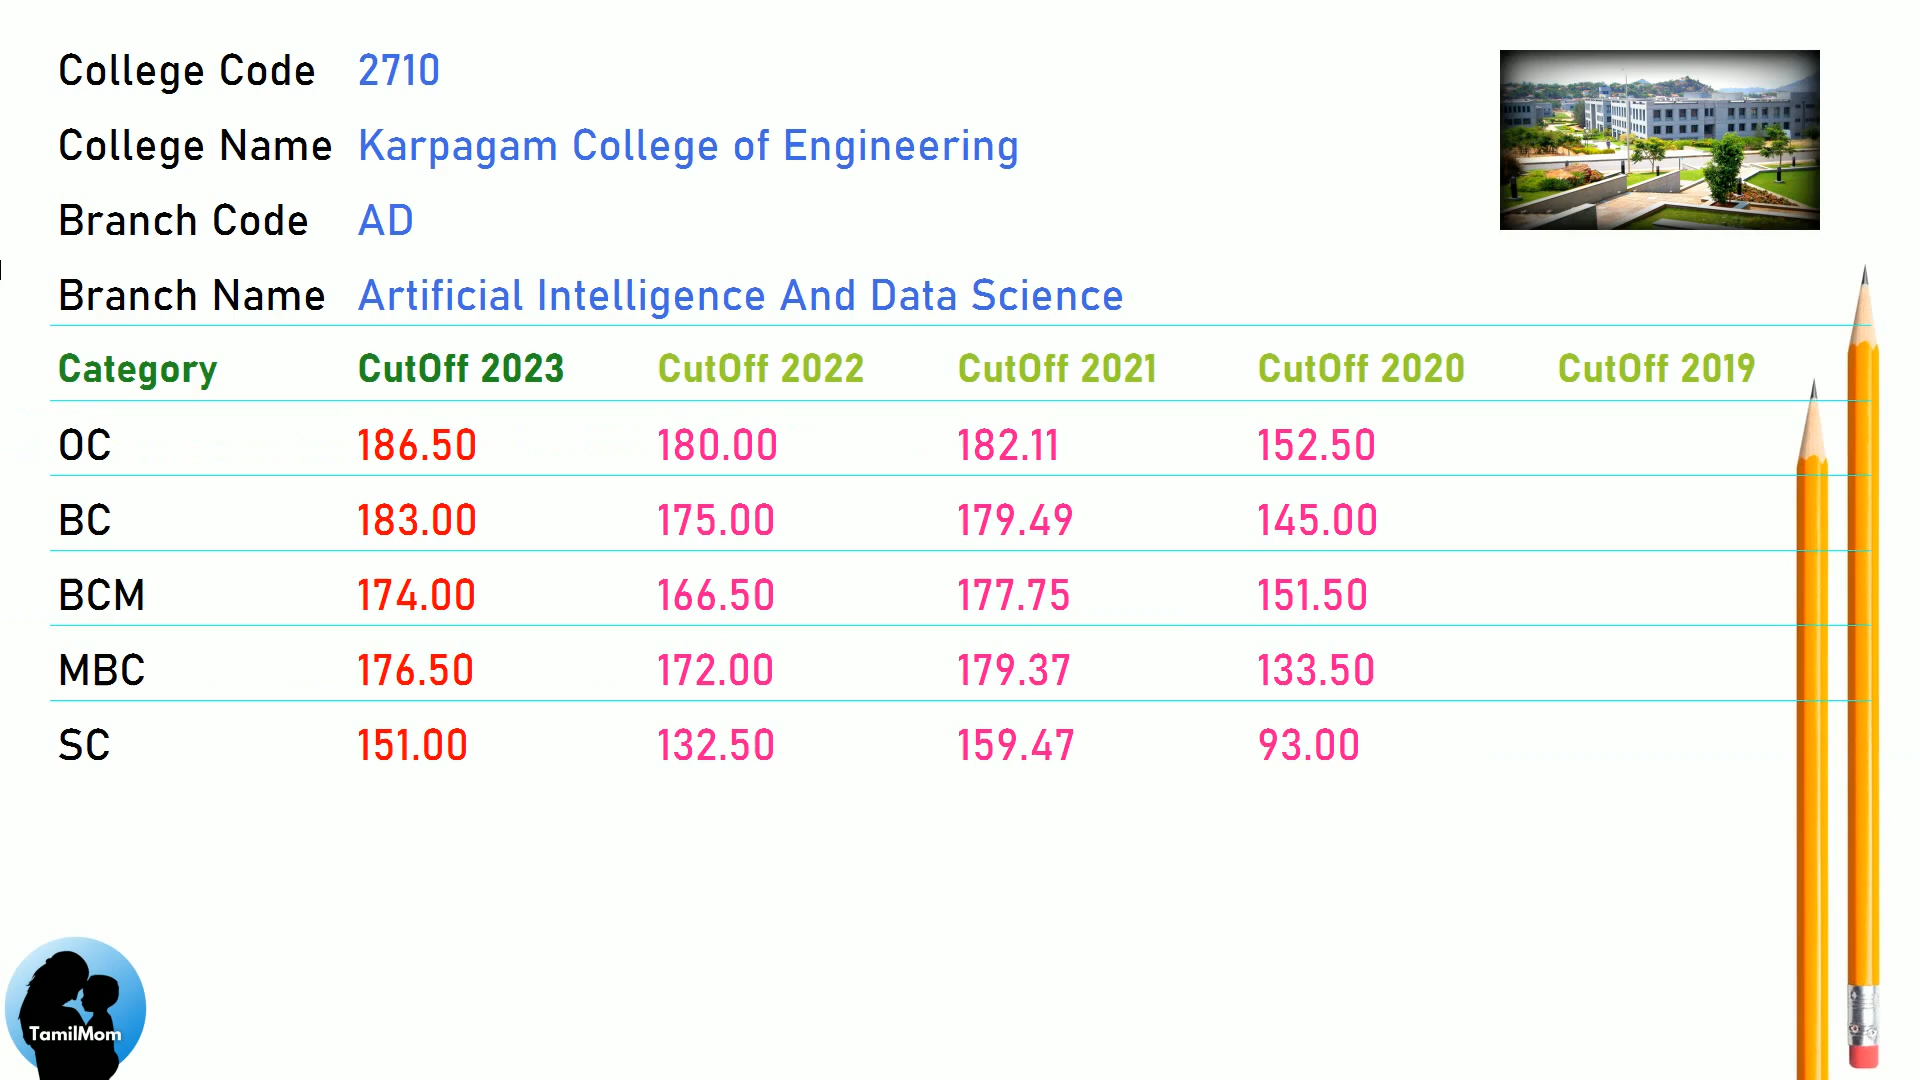 College Code 2710
College Name Karpagam College of Engineering
Branch Code AD
Branch Name Artificial Intelligence And Data Science
Category CutOff 2023 CutOff 2022 CutOff 2021 CutOff 2020 CutOff 2019
OC 186.50 180.00 182.11 152.50
BC 183.00 175.00 179.49 145.00
BCM 174.00 166.50 177.75 151.50
MBC 176.50 172.00 179.37 133.50
SC 151.00 132.50 159.47 93.00
TamilMom